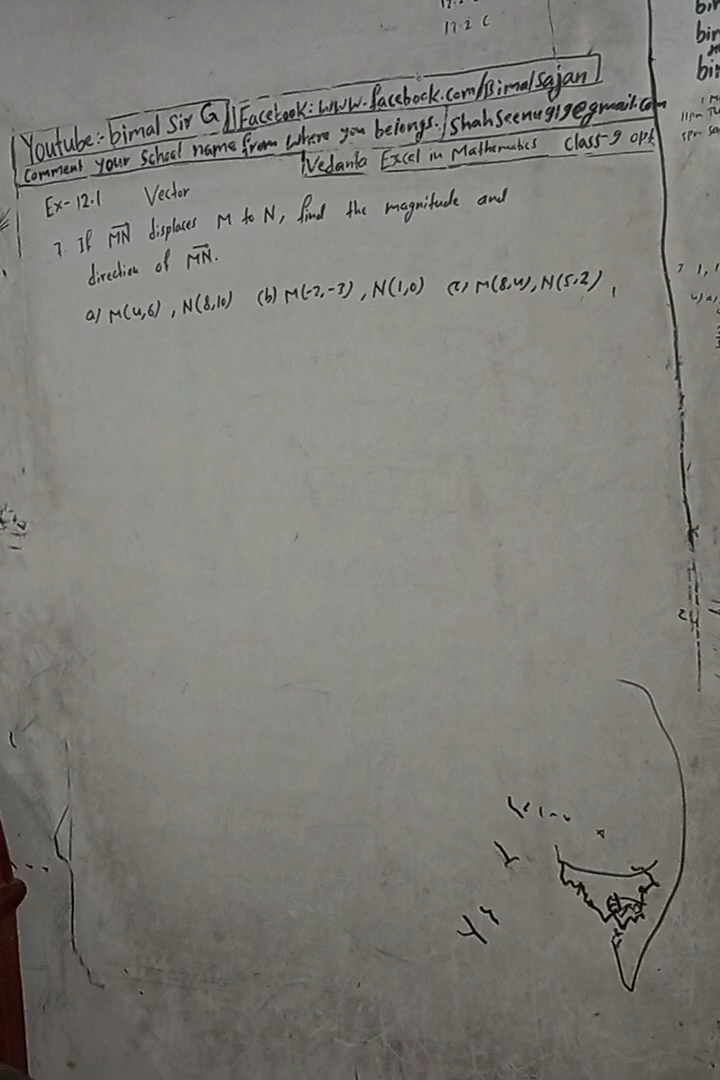 17.2 C
Youtube:- bimal Sir G || Facebook: www.facebook.com/Bimalsajan
Comment your School name from where you belongs. | Shahseenu919@gmail.com
Vedanta Excel in Mathematics Class-9 opt
Ex-12.1 Vector
7. If MN displaces M to N, find the magnitude and
direction of MN.
a) M(4,6), N(8,10) (b) M(-2,-3), N(1,0) (c) M(8,4), N(5,2),